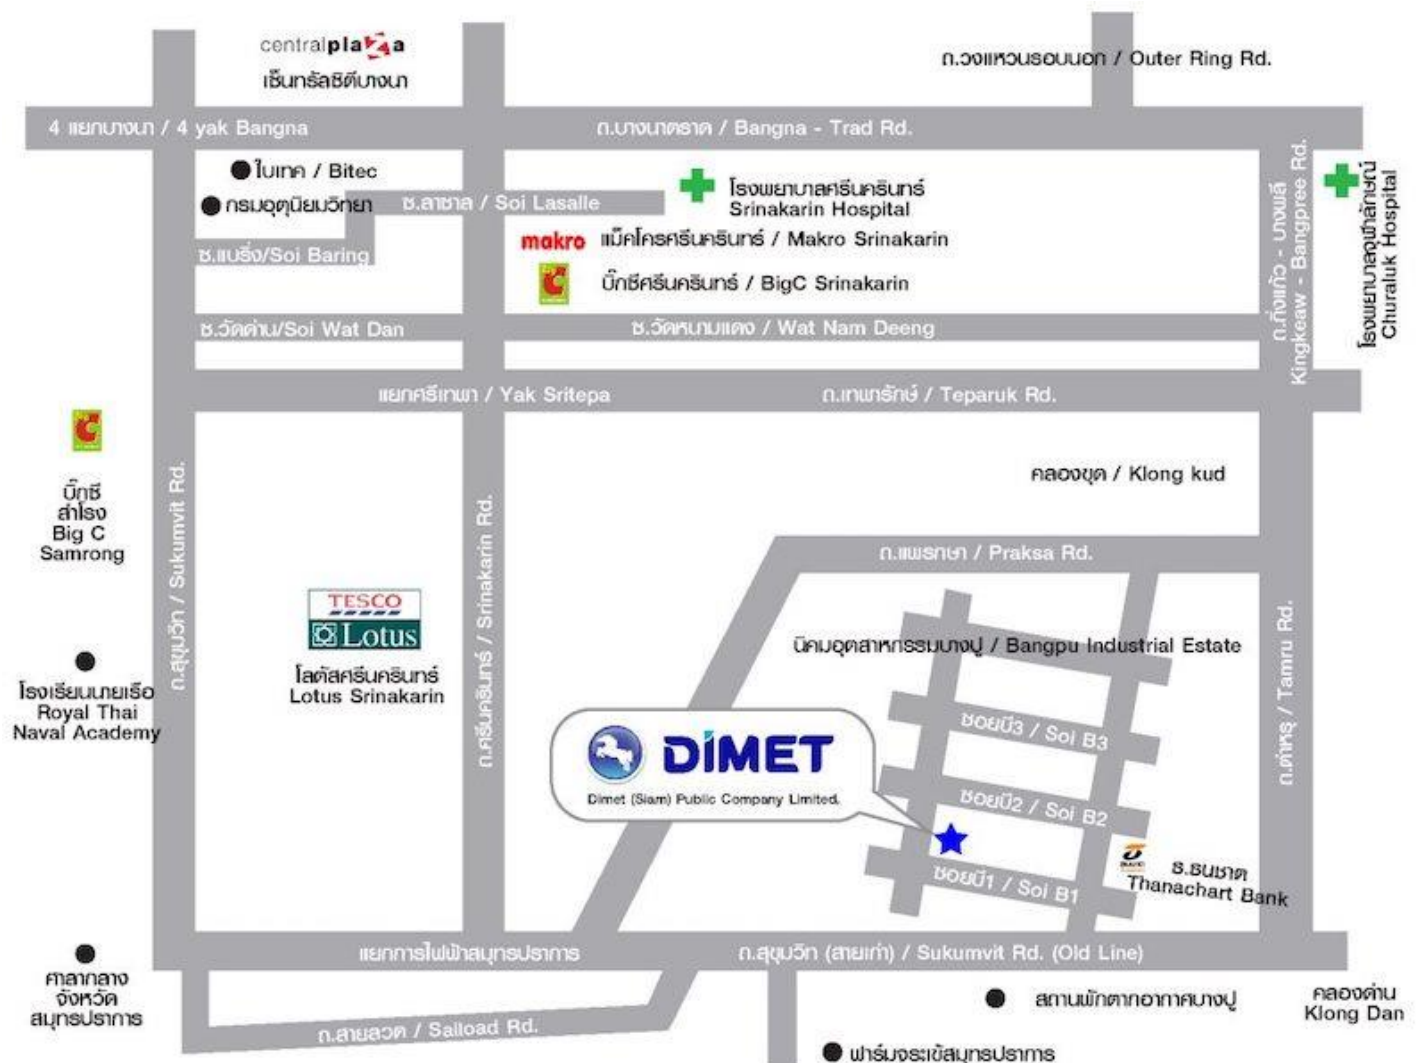 centralplaza
เซ็นทรัลซิตีบางนา
ถ.วงแหวนรอบนอก / Outer Ring Rd.
4 แยกบางนา / 4 yak Bangna
ถ.บางนาตราด / Bangna - Trad Rd.
ไบเทค / Bitec
กรมอุตุนิยมวิทยา
ซ.ลาซาล / Soi Lasalle
ซ.แบริ่ง/Soi Baring
โรงพยาบาลศรีนครินทร์
Srinakarin Hospital
makro
แม็คโครศรีนครินทร์ / Makro Srinakarin
บิ๊กซีศรีนครินทร์ / BigC Srinakarin
ถ.กิ่งแก้ว - บางพลี
Kingkeaw - Bangpree Rd.
โรงพยาบาลจุฬาลักษณ์
Churaluk Hospital
ซ.วัดด่าน/Soi Wat Dan
ซ.วัดหนามแดง / Wat Nam Deeng
แยกศรีเทพา / Yak Sritepa
ถ.เทพารักษ์ / Teparuk Rd.
บิ๊กซี
สำโรง
Big C
Samrong
ถ.สุขุมวิท / Sukumvit Rd.
ถ.ศรีนครินทร์ / Srinakarin Rd.
คลองขุด / Klong kud
ถ.แพรกษา / Praksa Rd.
TESCO
Lotus
โลตัสศรีนครินทร์
Lotus Srinakarin
นิคมอุตสาหกรรมบางปู / Bangpu Industrial Estate
ถ.ตำหรุ / Tamru Rd.
โรงเรียนนายเรือ
Royal Thai
Naval Academy
ซอยบี3 / Soi B3
DIMET
Dimet (Siam) Public Company Limited.
ซอยบี2 / Soi B2
ซอยบี1 / Soi B1
ธ.ธนชาต
Thanachart Bank
แยกการไฟฟ้าสมุทรปราการ
ถ.สุขุมวิท (สายเก่า) / Sukumvit Rd. (Old Line)
ศาลากลาง
จังหวัด
สมุทรปราการ
ถ.สายลวด / Saiload Rd.
สถานพักตากอากาศบางปู
คลองด่าน
Klong Dan
ฟาร์มจระเข้สมุทรปราการ